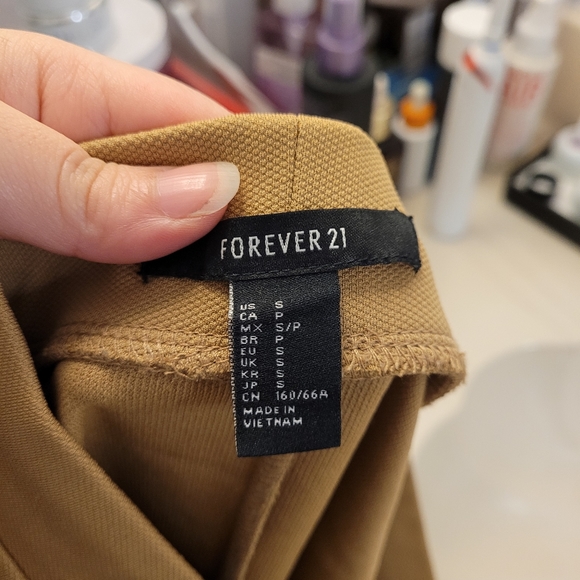 FOREVER 21
US S
CA P
MX S/P
BR P
EU S
UK S
KR S
JP S
CN 160/66A
MADE IN
VIETNAM